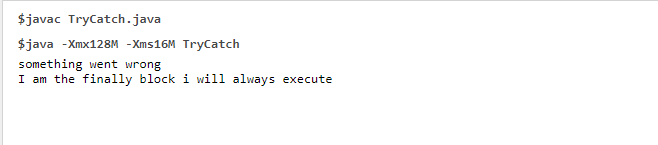 $javac TryCatch.java
$java -Xmx128M -Xms16M TryCatch
something went wrong
I am the finally block i will always execute